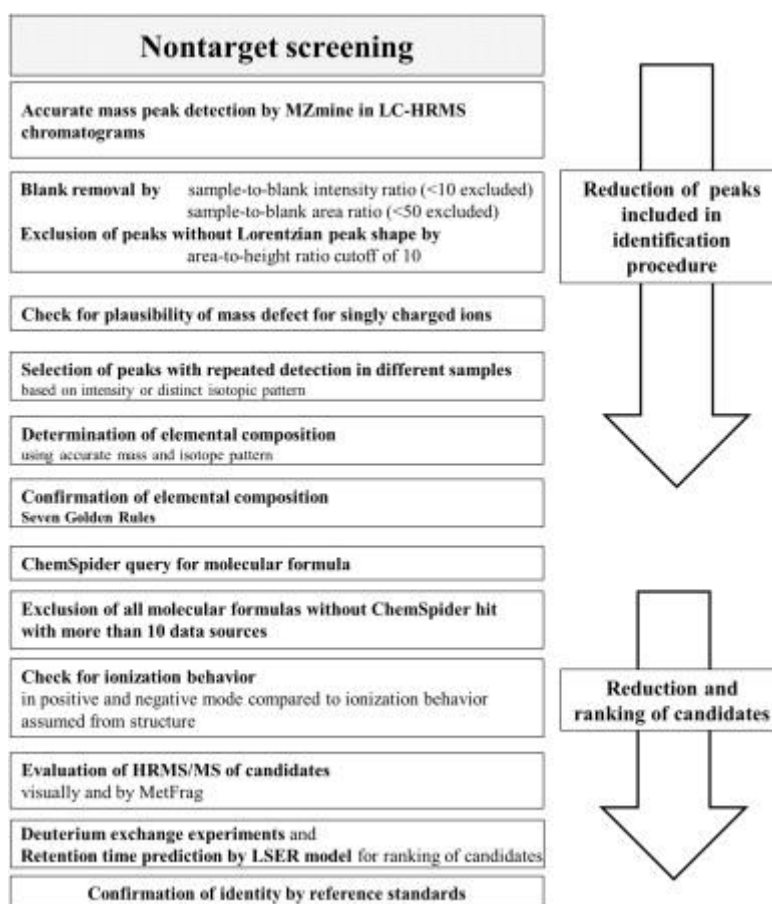 Nontarget screening
Accurate mass peak detection by MZmine in LC-HRMS
chromatograms
Blank removal by sample-to-blank intensity ratio (<10 excluded)
sample-to-blank area ratio (<50 excluded)
Exclusion of peaks without Lorentzian peak shape by
area-to-height ratio cutoff of 10
Check for plausibility of mass defect for singly charged ions
Selection of peaks with repeated detection in different samples
based on intensity or distinct isotopic pattern
Determination of elemental composition
using accurate mass and isotope pattern
Confirmation of elemental composition
Seven Golden Rules
ChemSpider query for molecular formula
Exclusion of all molecular formulas without ChemSpider hit
with more than 10 data sources
Check for ionization behavior
in positive and negative mode compared to ionization behavior
assumed from structure
Evaluation of HRMS/MS of candidates
visually and by MetFrag
Deuterium exchange experiments and
Retention time prediction by LSER model for ranking of candidates
Confirmation of identity by reference standards
Reduction of peaks
included in
identification
procedure
Reduction and
ranking of candidates